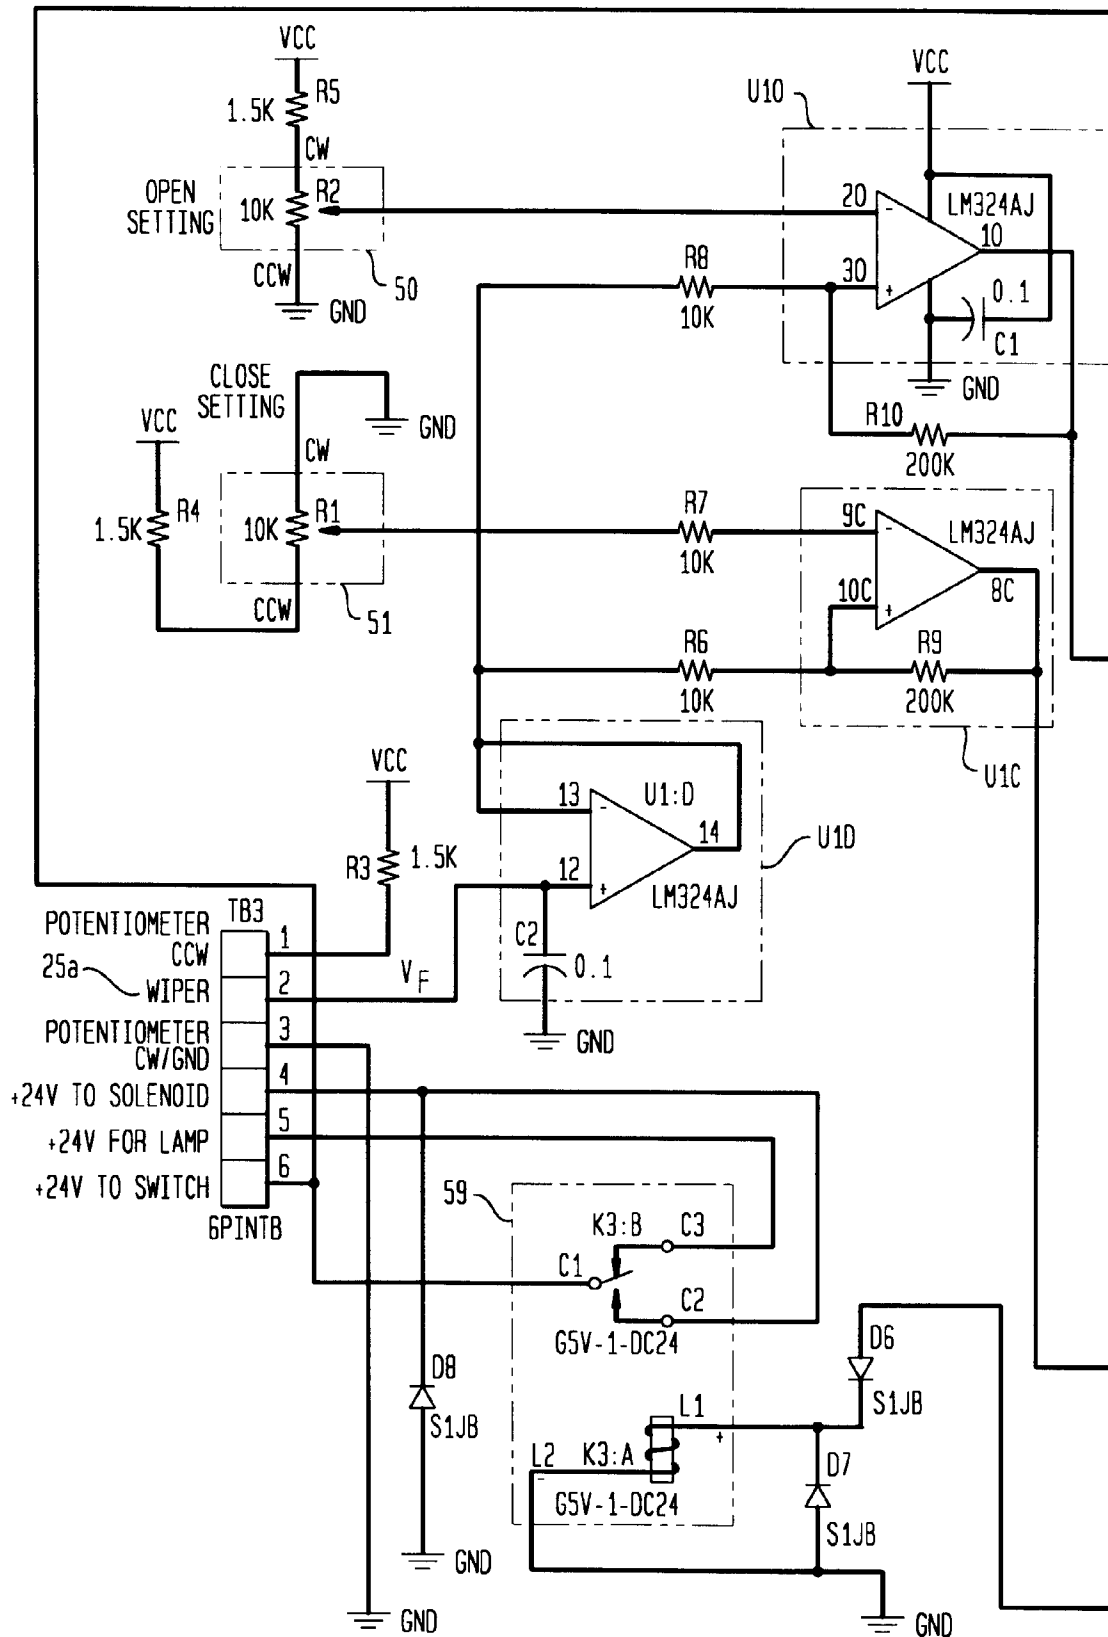 VCC
R5
1.5K
CW
OPEN
SETTING
10K
R2
CCW
50
GND
VCC
U10
LM324AJ
20
-
10
R8
30
+
10K
0.1
C1
GND
R10
200K
CLOSE
SETTING
VCC
GND
CW
R4
1.5K
10K
R1
CCW
51
R7
10K
9C
-
LM324AJ
10C
+
8C
R6
10K
R9
200K
U1C
VCC
R3
1.5K
U1:D
13
-
14
12
+
LM324AJ
U1D
C2
0.1
GND
TB3
POTENTIOMETER
CCW
1
25a
WIPER
2
VF
POTENTIOMETER
CW/GND
3
+24V TO SOLENOID
4
+24V FOR LAMP
5
+24V TO SWITCH
6
6PINTB
59
K3:B
C3
C1
C2
G5V-1-DC24
D6
S1JB
D8
S1JB
L1
+
L2
-
K3:A
G5V-1-DC24
D7
S1JB
GND
GND
GND